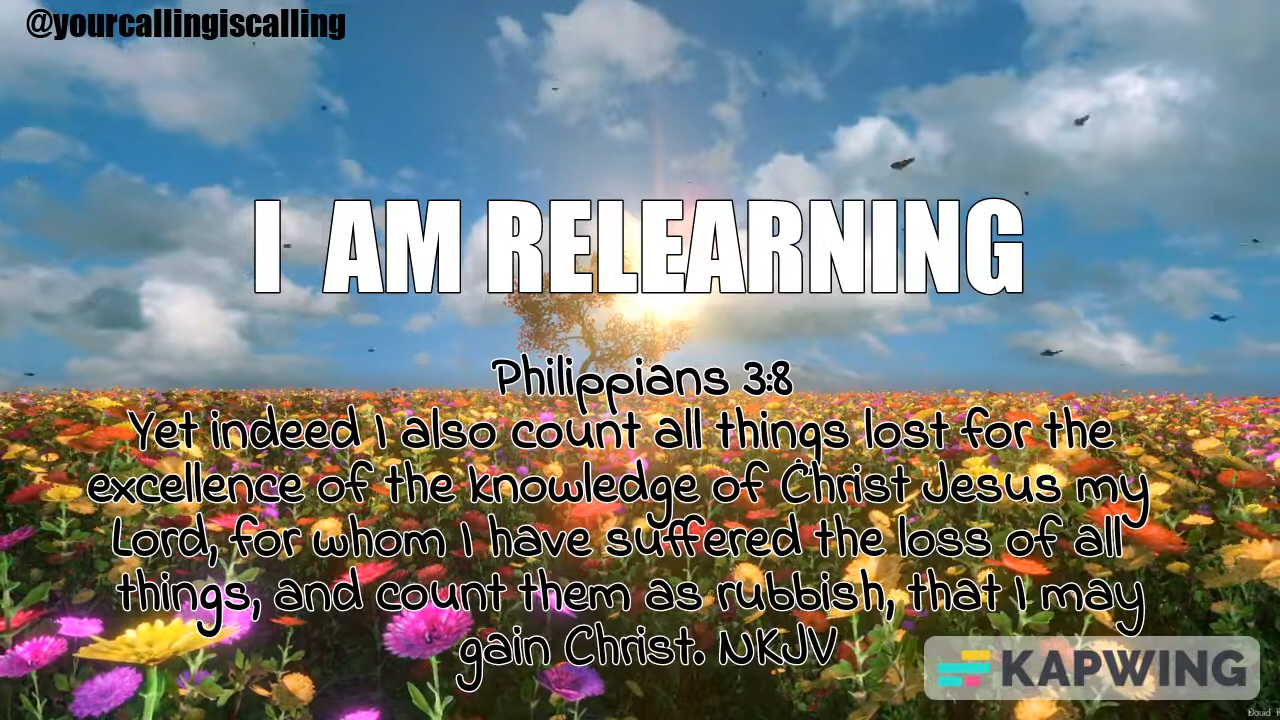 @yourcallingiscalling
I AM RELEARNING
Philippians 3:8
Yet indeed I also count all things lost for the
excellence of the knowledge of Christ Jesus my
Lord, for whom I have suffered the loss of all
things, and count them as rubbish, that I may
gain Christ. NKJV
KAPWING
David